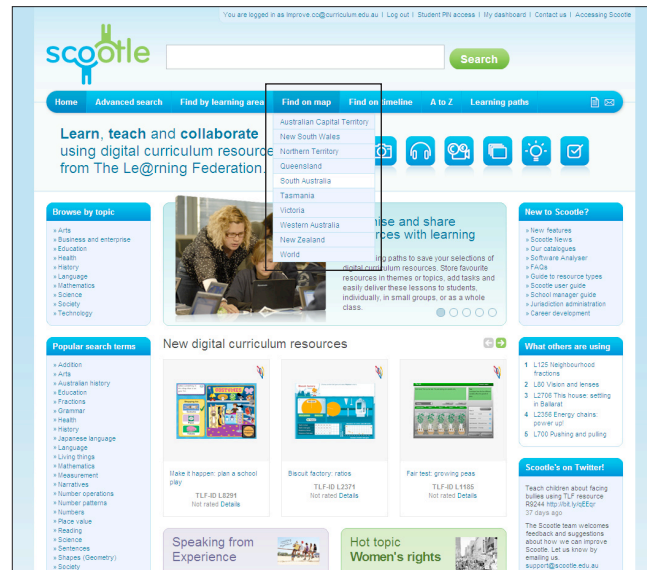 You are logged in as improve.cc@curriculum.edu.au | Log out | Student PIN access | My dashboard | Contact us | Accessing Scootle
scootle
Search
Home Advanced search Find by learning area Find on map Find on timeline A to Z Learning paths
Australian Capital Territory
New South Wales
Northern Territory
Queensland
South Australia
Tasmania
Victoria
Western Australia
New Zealand
World
Learn, teach and collaborate
using digital curriculum resource
from The Le@rning Federation.
Browse by topic
» Arts
» Business and enterprise
» Education
» Health
» History
» Language
» Mathematics
» Science
» Society
» Technology
ise and share
rces with learning
ng paths to save your selections of
digital curriculum resources. Store favourite
resources in themes or topics, add tasks and
easily deliver these lessons to students,
individually, in small groups, or as a whole
class.
New to Scootle?
» New features
» Scootle News
» Our catalogues
» Software Analyser
» FAQs
» Guide to resource types
» Scootle user guide
» School manager guide
» Jurisdiction administration
» Career development
Popular search terms
» Addition
» Arts
» Australian history
» Education
» Fractions
» Grammar
» Health
» History
» Japanese language
» Language
» Living things
» Mathematics
» Measurement
» Narratives
» Number operations
» Number patterns
» Numbers
» Place value
» Reading
» Science
» Sentences
» Shapes (Geometry)
» Society
New digital curriculum resources
Make it happen: plan a school
play
TLF-ID L8291
Not rated Details
Biscuit factory: ratios
TLF-ID L2371
Not rated Details
Fair test: growing peas
TLF-ID L1185
Not rated Details
Speaking from
Experience
Hot topic
Women's rights
What others are using
1 L125 Neighbourhood
fractions
2 L80 Vision and lenses
3 L2706 This house: settling
in Ballarat
4 L2356 Energy chains:
power up!
5 L700 Pushing and pulling
Scootle's on Twitter!
Teach children about facing
bullies using TLF resource
R9244 http://bit.ly/qEEqr
37 days ago
The Scootle team welcomes
feedback and suggestions
about how we can improve
Scootle. Let us know by
emailing us.
support@scootle.edu.au